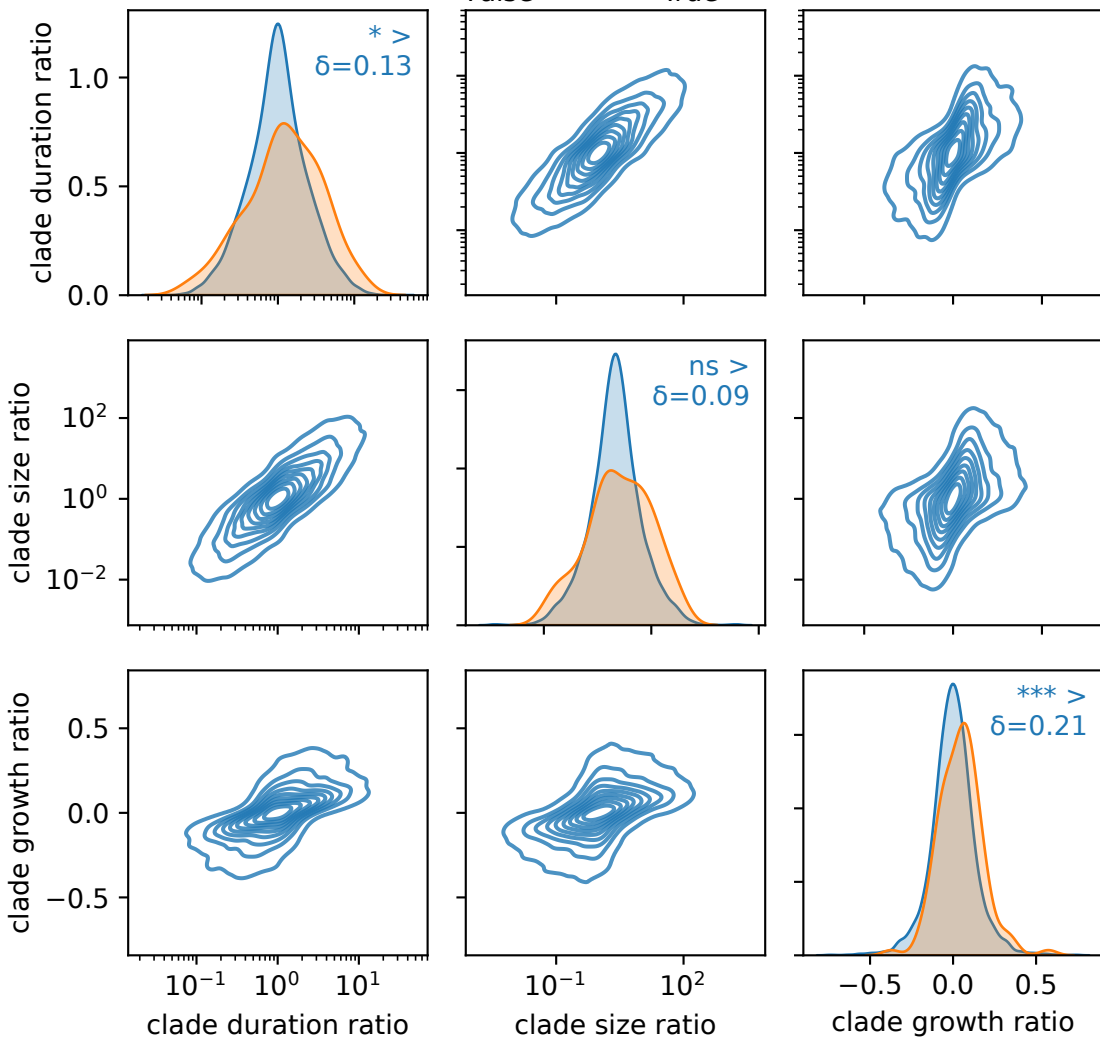 * >
δ=0.13
clade duration ratio
1.0
0.5
0.0
ns >
δ=0.09
clade size ratio
10²
10⁰
10⁻²
*** >
δ=0.21
clade growth ratio
0.5
0.0
−0.5
10⁻¹ 10⁰ 10¹
10⁻¹ 10²
−0.5 0.0 0.5
clade duration ratio
clade size ratio
clade growth ratio